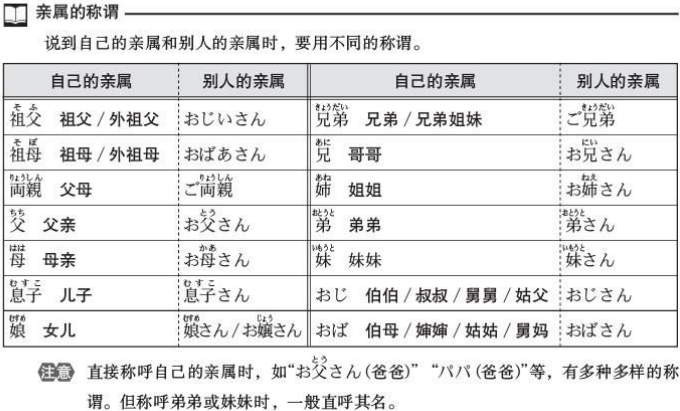 亲属的称谓
说到自己的亲属和别人的亲属时，要用不同的称谓。
自己的亲属 别人的亲属 自己的亲属 别人的亲属
そふ きょうだい きょうだい
祖父 祖父 / 外祖父 おじいさん 兄弟 兄弟 / 兄弟姐妹 ご兄弟
そぼ あに にい
祖母 祖母 / 外祖母 おばあさん 兄 哥哥 お兄さん
りょうしん りょうしん あね ねえ
両親 父母 ご両親 姉 姐姐 お姉さん
ちち とう おとうと おとうと
父 父亲 お父さん 弟 弟弟 弟さん
はは かあ いもうと いもうと
母 母亲 お母さん 妹 妹妹 妹さん
むすこ むすこ
息子 儿子 息子さん おじ 伯伯 / 叔叔 / 舅舅 / 姑父 おじさん
むすめ むすめ じょう
娘 女儿 娘さん / お嬢さん おば 伯母 / 婶婶 / 姑姑 / 舅妈 おばさん
とう
注意 直接称呼自己的亲属时，如“お父さん（爸爸）” “パパ（爸爸）”等，有多种多样的称
谓。但称呼弟弟或妹妹时，一般直呼其名。